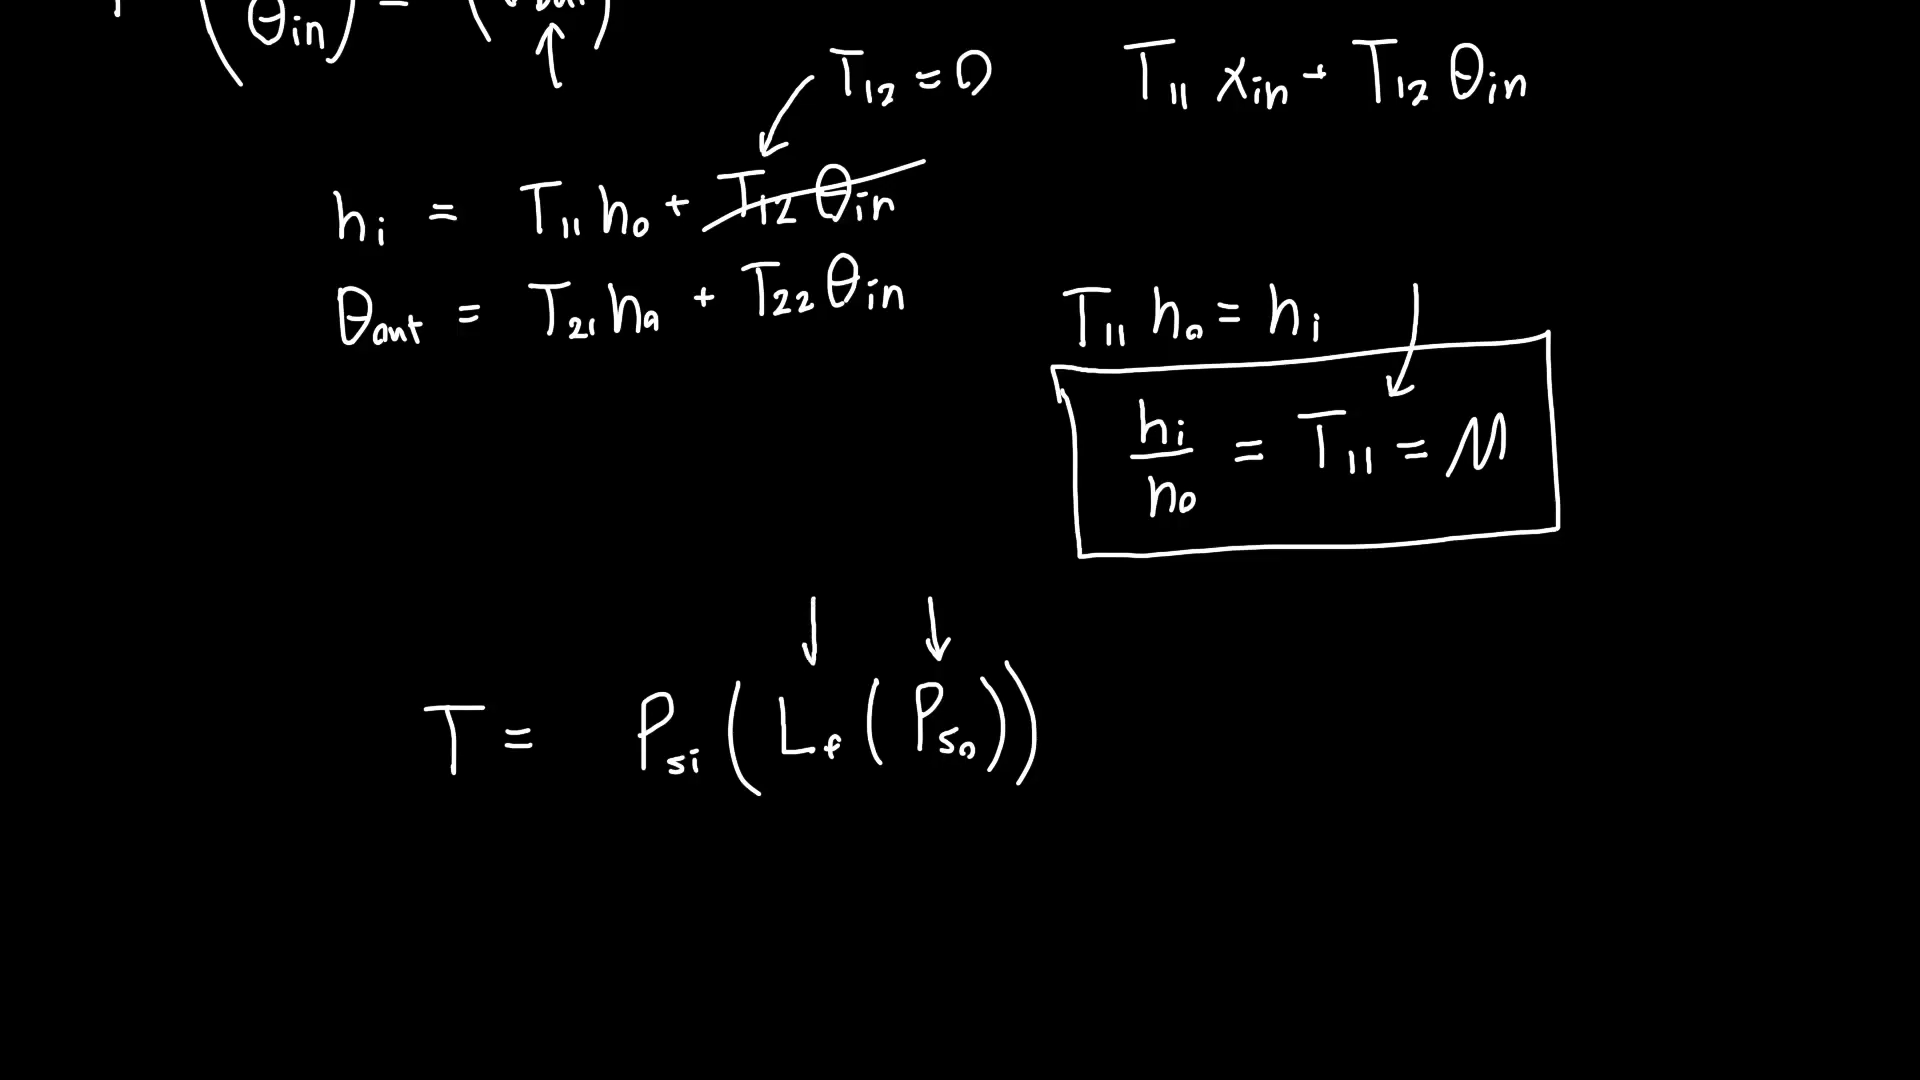 θin) =
T12 = 0
T11 xin + T12 θin
hi = T11 ho + T12 θin
θout = T21 ho + T22 θin
T11 ho = hi
hi/ho = T11 = M
T = Psi (Lf (Pso))